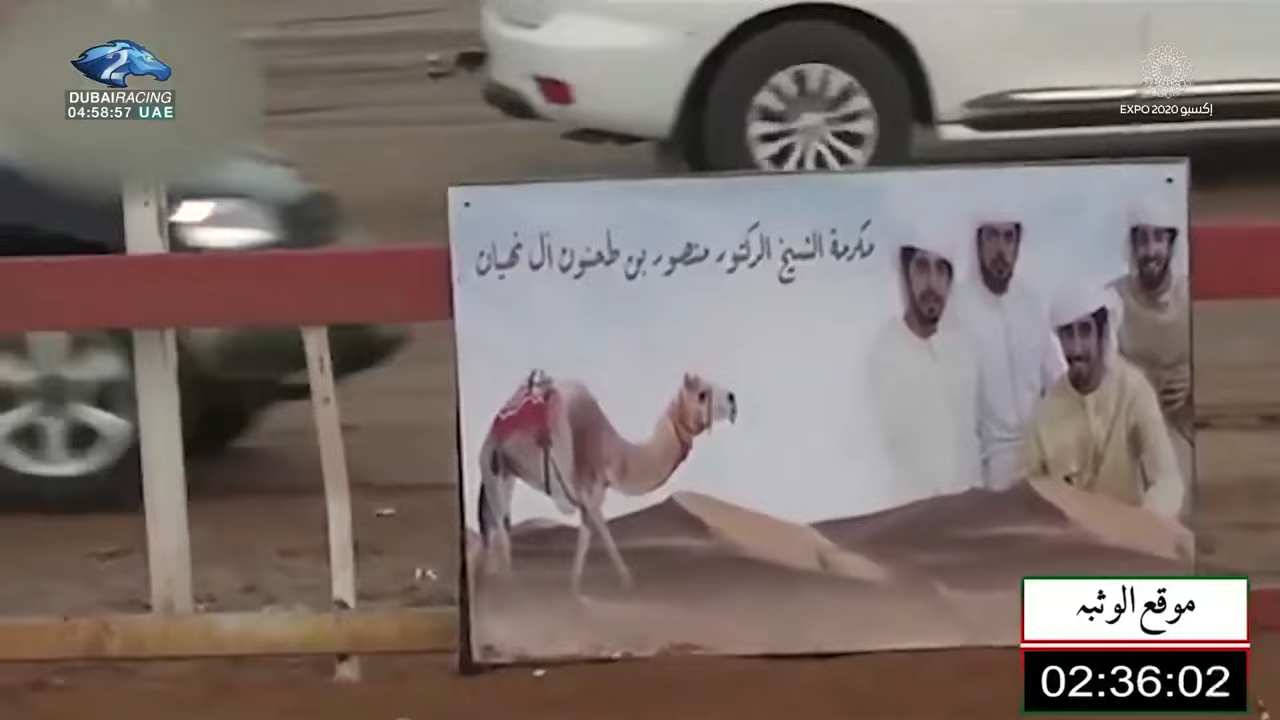 2
DUBAIRACING
04:58:57 UAE
EXPO 2020 إكسبو
مكرمة الشيخ الدكتور منصور بن طحنون آل نهيان
موقع الوثبه
02:36:02